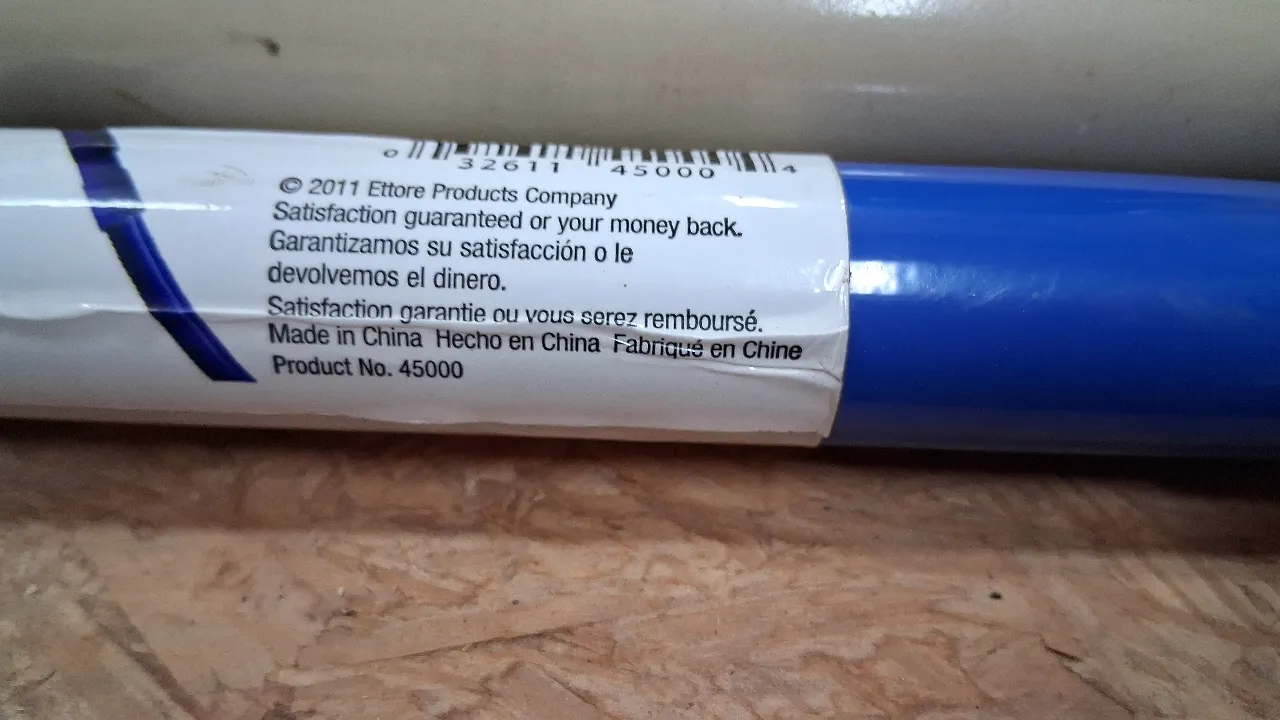 0 32611 45000 4
© 2011 Ettore Products Company
Satisfaction guaranteed or your money back.
Garantizamos su satisfacción o le
devolvemos el dinero.
Satisfaction garantie ou vous serez remboursé.
Made in China Hecho en China Fabriqué en Chine
Product No. 45000